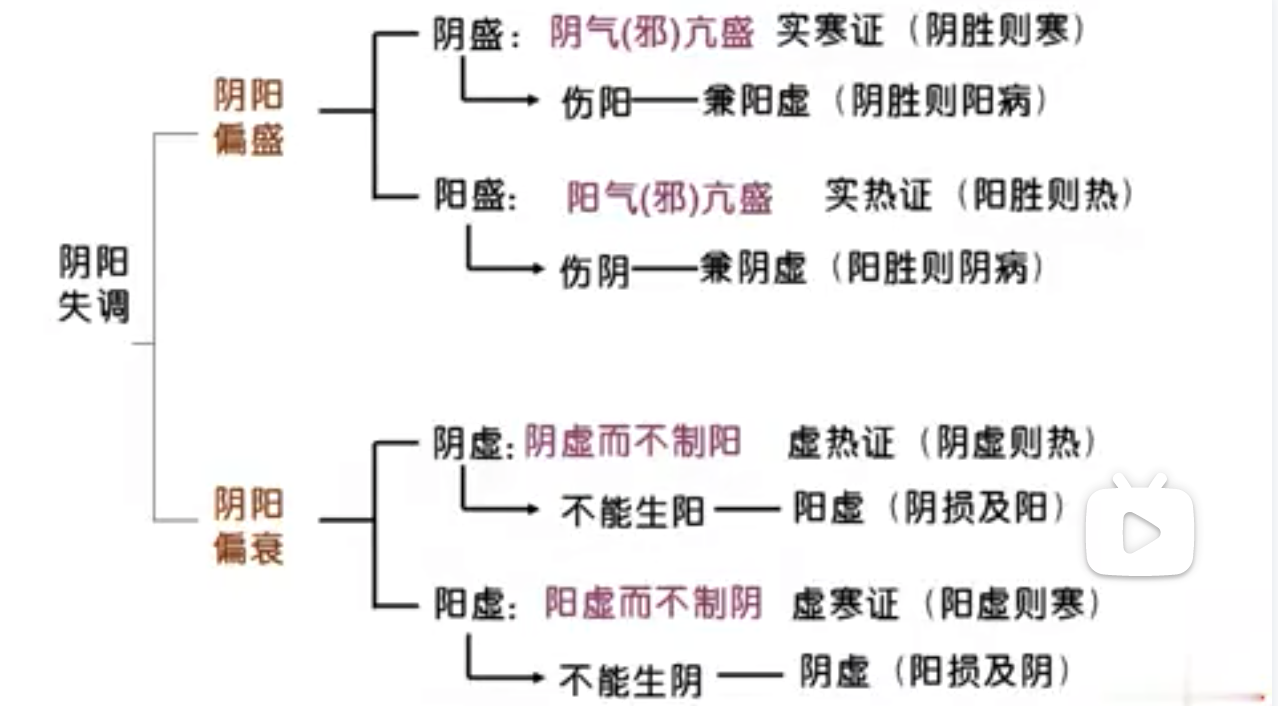 阴盛：阴气(邪)亢盛 实寒证（阴胜则寒）
伤阳——兼阳虚（阴胜则阳病）
阴阳
偏盛
阳盛：阳气(邪)亢盛 实热证（阳胜则热）
伤阴——兼阴虚（阳胜则阴病）
阴阳
失调
阴虚：阴虚而不制阳 虚热证（阴虚则热）
不能生阳——阳虚（阴损及阳）
阴阳
偏衰
阳虚：阳虚而不制阴 虚寒证（阳虚则寒）
不能生阴——阴虚（阳损及阴）